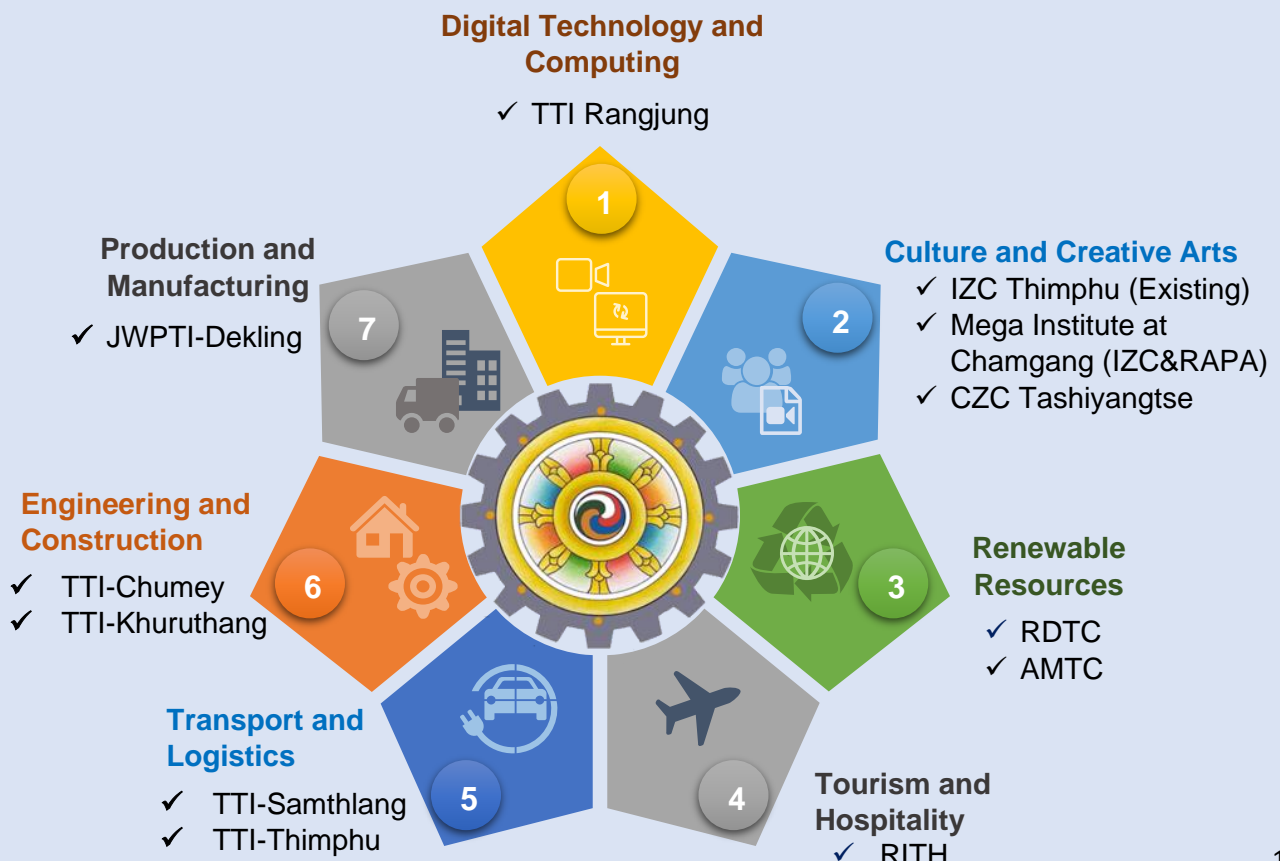 Digital Technology and
Computing
✓ TTI Rangjung
1
Culture and Creative Arts
✓ IZC Thimphu (Existing)
✓ Mega Institute at
Chamgang (IZC&RAPA)
✓ CZC Tashiyangtse
2
Renewable
Resources
✓ RDTC
✓ AMTC
3
Tourism and
Hospitality
✓ RITH
4
Transport and
Logistics
✓ TTI-Samthlang
✓ TTI-Thimphu
5
Engineering and
Construction
✓ TTI-Chumey
✓ TTI-Khuruthang
6
Production and
Manufacturing
✓ JWPTI-Dekling
7